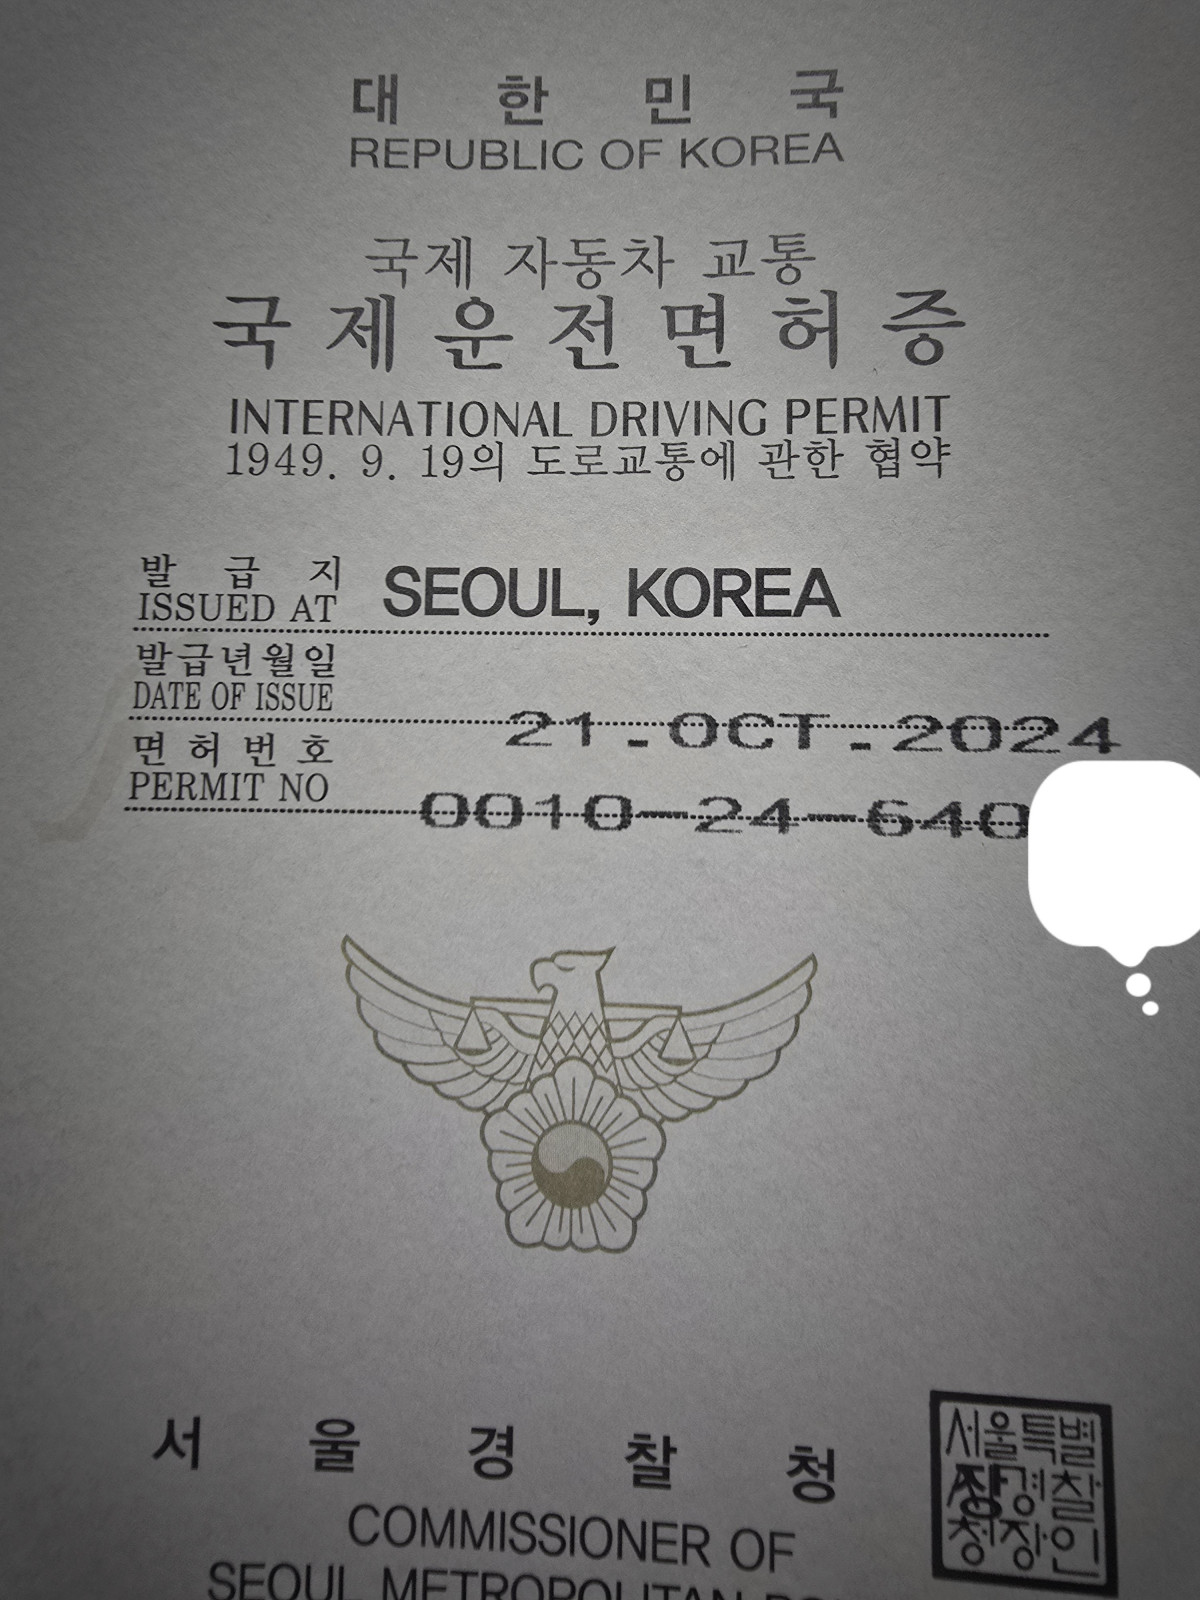 대 한 민 국
REPUBLIC OF KOREA
국제 자동차 교통
국제운전면허증
INTERNATIONAL DRIVING PERMIT
1949. 9. 19의 도로교통에 관한 협약
발 급 지 SEOUL, KOREA
ISSUED AT
발급년월일
DATE OF ISSUE 21.OCT.2024
면 허 번 호
PERMIT NO 0010-24-640
서 울 경 찰 청 장
COMMISSIONER OF
SEOUL METROPOLITAN
서울특별
시경찰
청장인